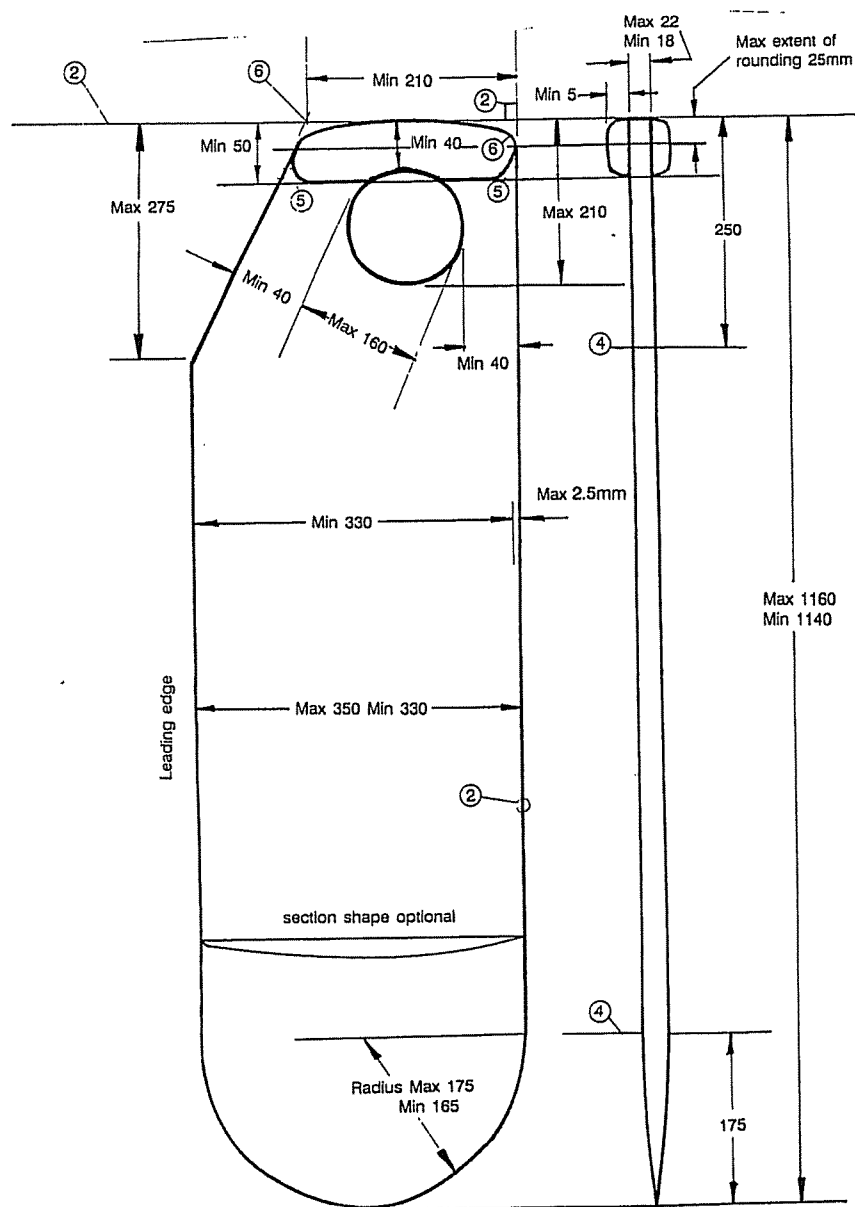 Max 22
Min 18
Max extent of
rounding 25mm
2
6
Min 210
2
Min 5
Min 50
Min 40
6
5
5
Max 275
Max 210
250
Min 40
Max 160
Min 40
4
Max 2.5mm
Min 330
Max 1160
Min 1140
Leading edge
Max 350 Min 330
2
section shape optional
4
Radius Max 175
Min 165
175